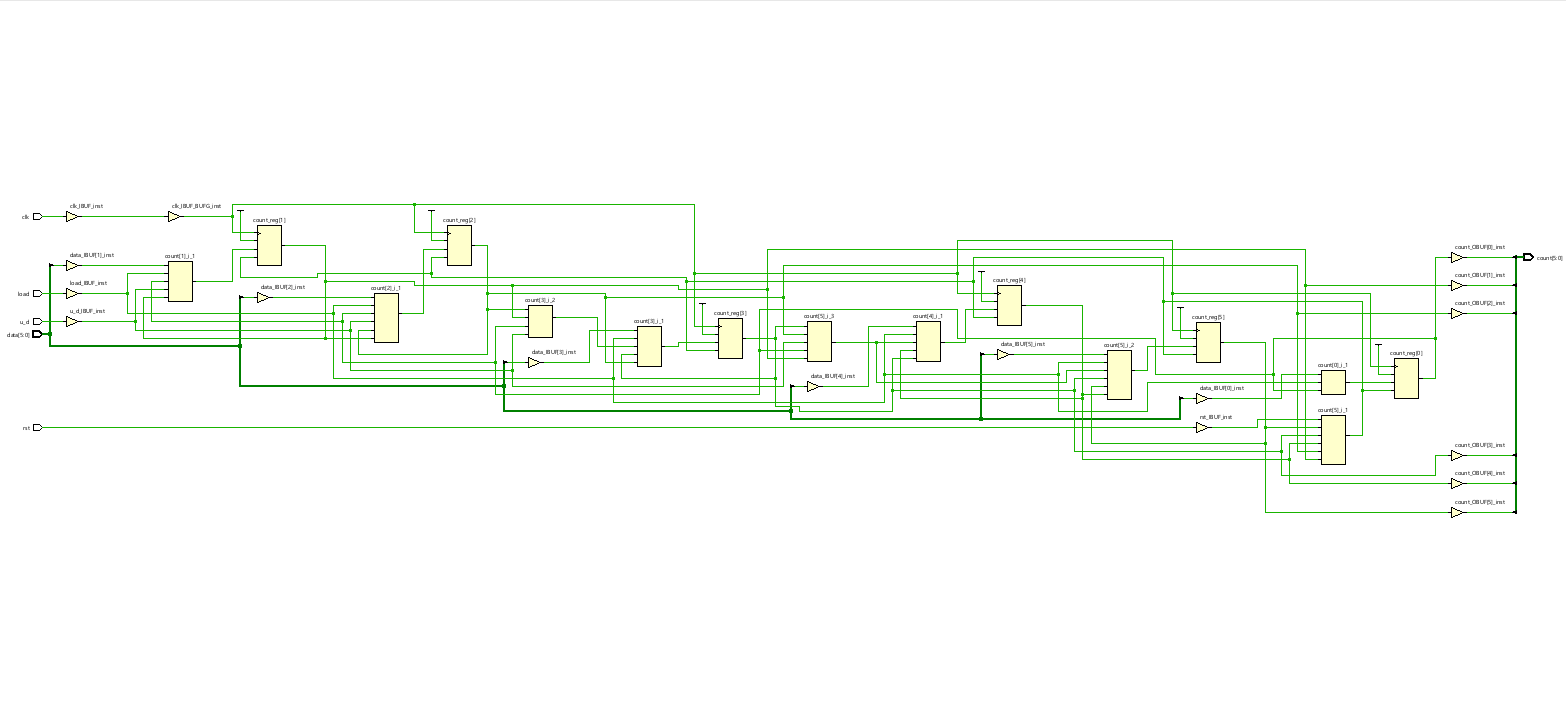 clk
clk_IBUF_inst
clk_IBUF_BUFG_inst
count_reg[1]
count_reg[2]
data_IBUF[1]_inst
count[1]_i_1
load
load_IBUF_inst
data_IBUF[2]_inst
count[2]_i_1
u_d
u_d_IBUF_inst
data[5:0]
count[3]_i_2
data_IBUF[3]_inst
count[3]_i_1
count_reg[3]
count[5]_i_3
data_IBUF[4]_inst
count[4]_i_1
count_reg[4]
data_IBUF[5]_inst
count[5]_i_2
count_reg[5]
data_IBUF[0]_inst
rst
rst_IBUF_inst
count[0]_i_1
count_reg[0]
count[5]_i_1
count_OBUF[0]_inst
count[5:0]
count_OBUF[1]_inst
count_OBUF[2]_inst
count_OBUF[3]_inst
count_OBUF[4]_inst
count_OBUF[5]_inst